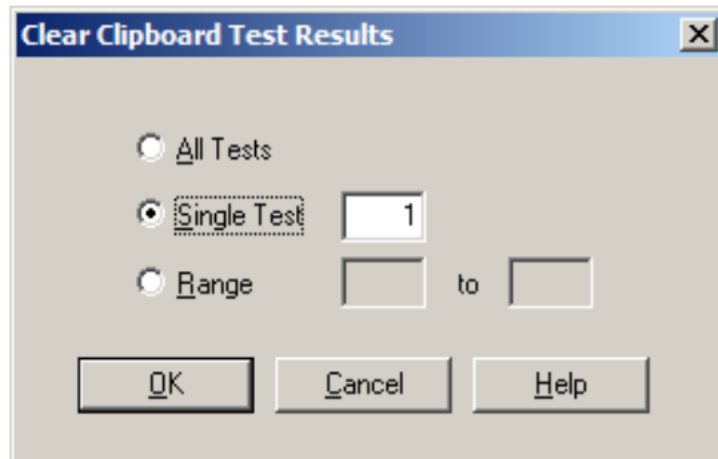 Clear Clipboard Test Results
All Tests
Single Test 1
Range to
OK Cancel Help